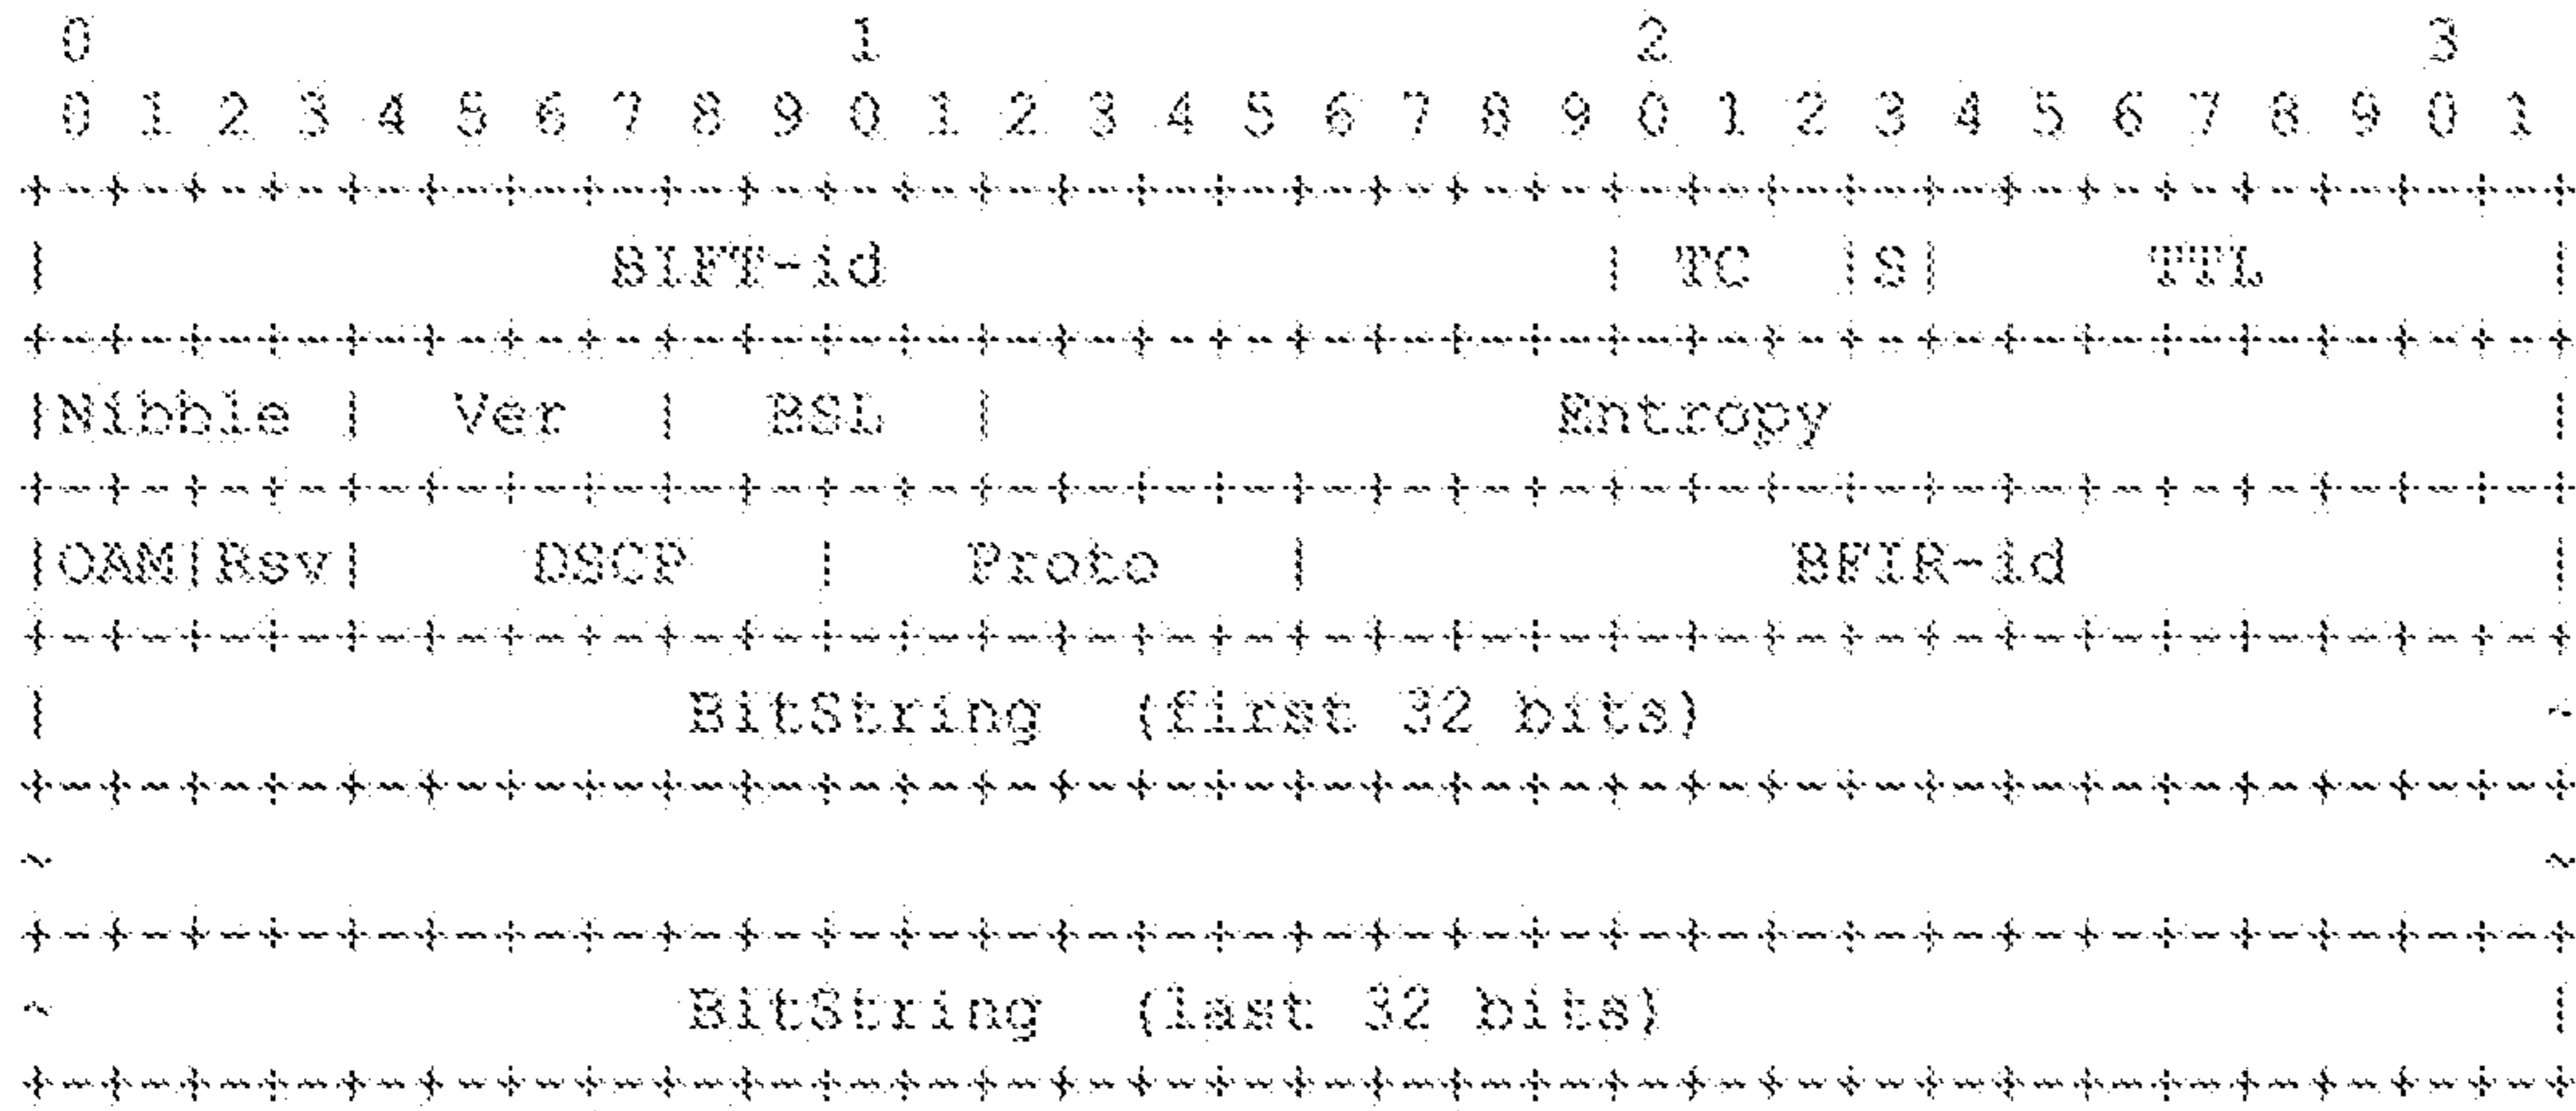 0 1 2 3
0 1 2 3 4 5 6 7 8 9 0 1 2 3 4 5 6 7 8 9 0 1 2 3 4 5 6 7 8 9 0 1
+-+-+-+-+-+-+-+-+-+-+-+-+-+-+-+-+-+-+-+-+-+-+-+-+-+-+-+-+-+-+-+-+
| BIFT-id | TC |S| TTL |
+-+-+-+-+-+-+-+-+-+-+-+-+-+-+-+-+-+-+-+-+-+-+-+-+-+-+-+-+-+-+-+-+
|Nibble | Ver | BSL | Entropy |
+-+-+-+-+-+-+-+-+-+-+-+-+-+-+-+-+-+-+-+-+-+-+-+-+-+-+-+-+-+-+-+-+
|OAM|Rsv| DSCP | Proto | BFIR-id |
+-+-+-+-+-+-+-+-+-+-+-+-+-+-+-+-+-+-+-+-+-+-+-+-+-+-+-+-+-+-+-+-+
| BitString (first 32 bits) ~
+-+-+-+-+-+-+-+-+-+-+-+-+-+-+-+-+-+-+-+-+-+-+-+-+-+-+-+-+-+-+-+-+
~ ~
+-+-+-+-+-+-+-+-+-+-+-+-+-+-+-+-+-+-+-+-+-+-+-+-+-+-+-+-+-+-+-+-+
~ BitString (last 32 bits) |
+-+-+-+-+-+-+-+-+-+-+-+-+-+-+-+-+-+-+-+-+-+-+-+-+-+-+-+-+-+-+-+-+